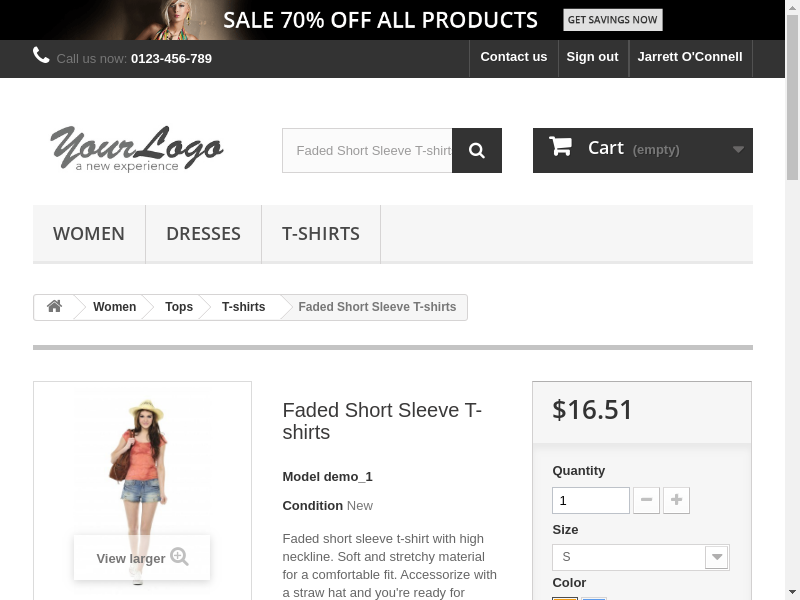 SALE 70% OFF ALL PRODUCTS GET SAVINGS NOW
Call us now: 0123-456-789 Contact us Sign out Jarrett O'Connell
YourLogo
a new experience
Faded Short Sleeve T-shirt
Cart (empty)
WOMEN DRESSES T-SHIRTS
Women Tops T-shirts Faded Short Sleeve T-shirts
View larger
Faded Short Sleeve T-
shirts
Model demo_1
Condition New
Faded short sleeve t-shirt with high
neckline. Soft and stretchy material
for a comfortable fit. Accessorize with
a straw hat and you're ready for
$16.51
Quantity
1
Size
S
Color